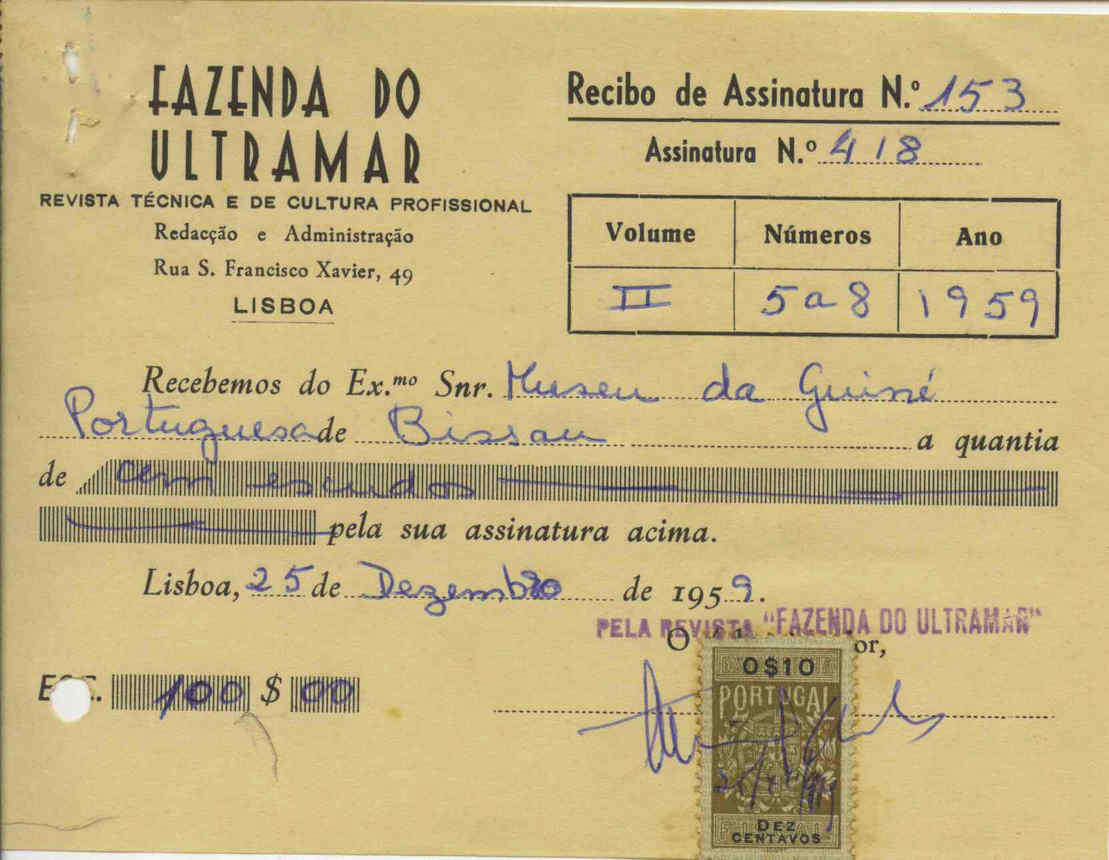 FAZENDA DO
ULTRAMAR
REVISTA TÉCNICA E DE CULTURA PROFISSIONAL
Redacção e Administração
Rua S. Francisco Xavier, 49
LISBOA
Recibo de Assinatura N.º 153
Assinatura N.º 418
Volume Números Ano
II 5 a 8 1959
Recebemos do Ex.mo Snr. Museu da Guiné
Portuguesa de Bissau a quantia
de cem escudos
pela sua assinatura acima.
Lisboa, 25 de Dezembro de 1959.
PELA REVISTA "FAZENDA DO ULTRAMAR"
O
or,
ESC. 100 $ 00
0$10
PORTUGAL
DEZ
CENTAVOS